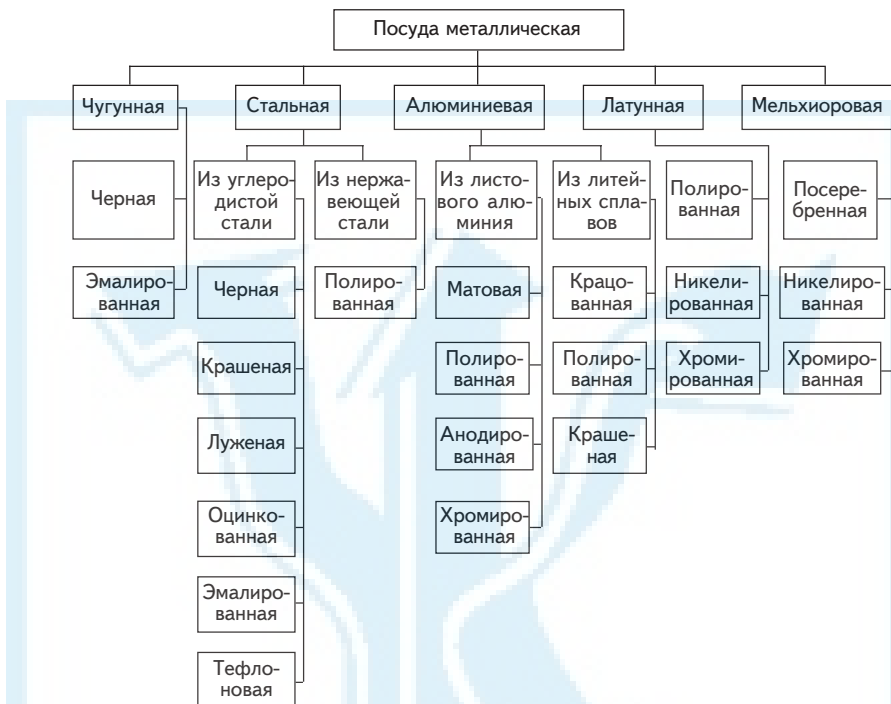 Посуда металлическая
Чугунная
Стальная
Алюминиевая
Латунная
Мельхиоровая
Черная
Из углеро-
дистой
стали
Из нержа-
веющей
стали
Из листо-
вого алю-
миния
Из литей-
ных спла-
вов
Полиро-
ванная
Посереб-
бренная
Эмалиро-
ванная
Черная
Полиро-
ванная
Матовая
Крацо-
ванная
Никели-
рованная
Никелиро-
ванная
Крашеная
Полиро-
ванная
Полиро-
ванная
Хроми-
рованная
Хромиро-
ванная
Луженая
Анодиро-
ванная
Краше-
ная
Оцинко-
ванная
Хромиро-
ванная
Эмалиро-
ванная
Тефло-
новая